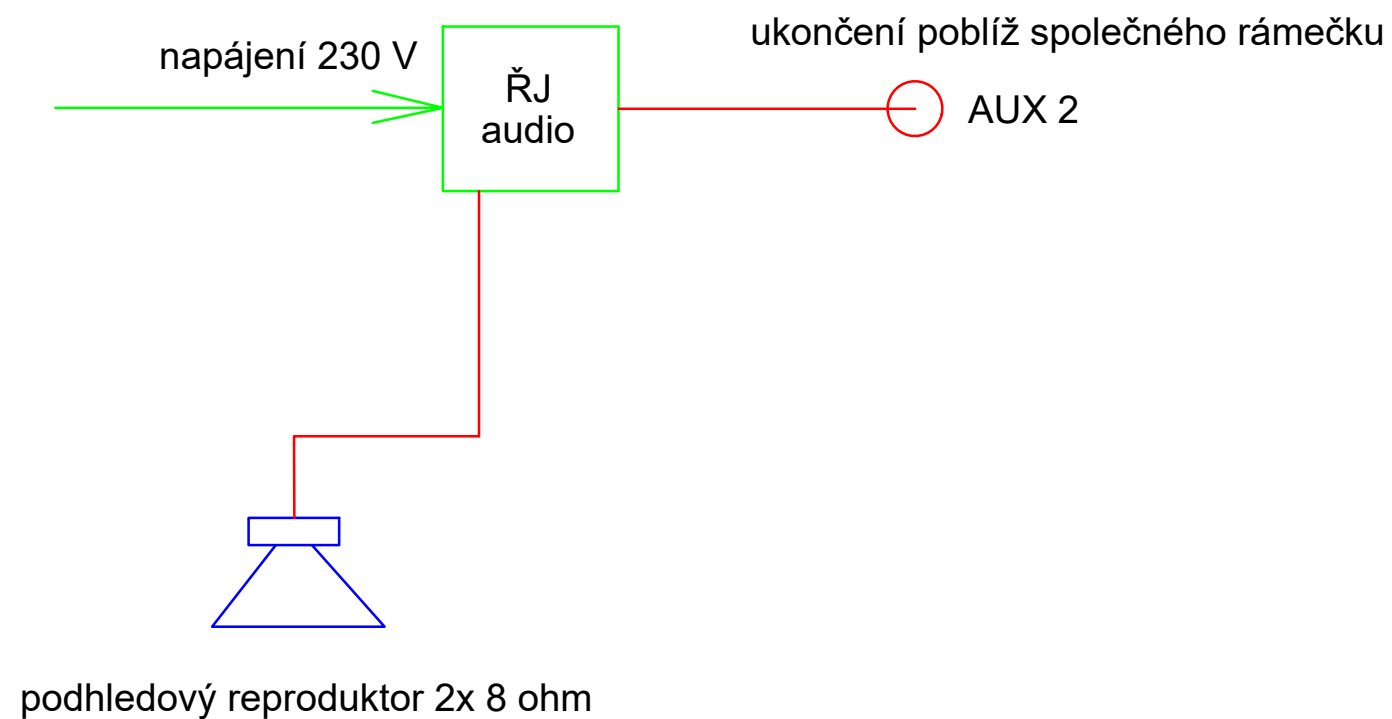 ukončení poblíž společného rámečku
napájení 230 V
ŘJ
audio
AUX 2
podhledový reproduktor 2x 8 ohm